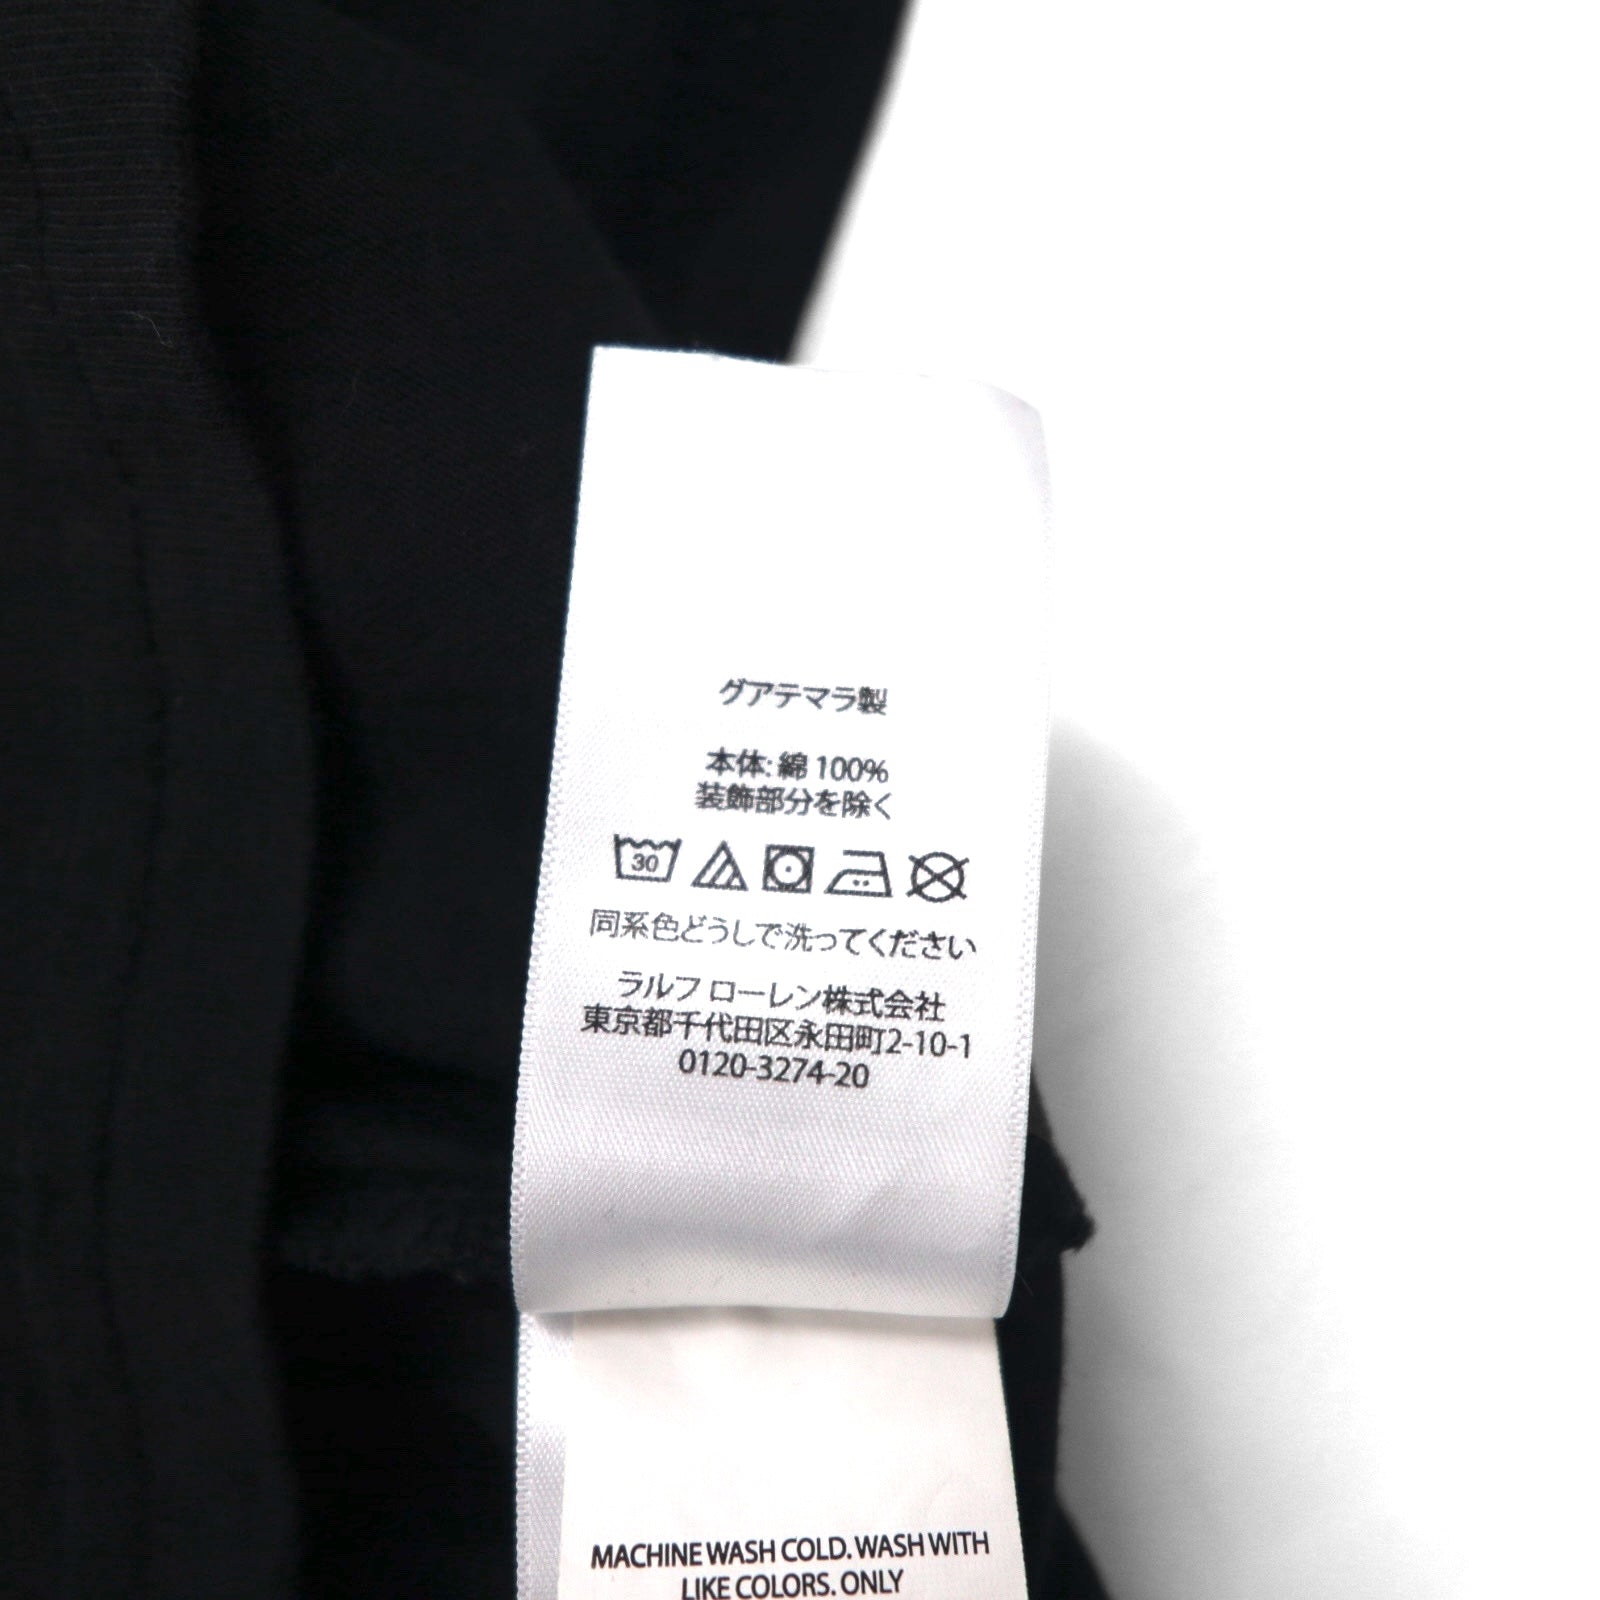 グアテマラ製
本体: 綿 100%
装飾部分を除く
30
同系色どうしで洗ってください
ラルフ ローレン株式会社
東京都千代田区永田町2-10-1
0120-3274-20
MACHINE WASH COLD. WASH WITH
LIKE COLORS. ONLY